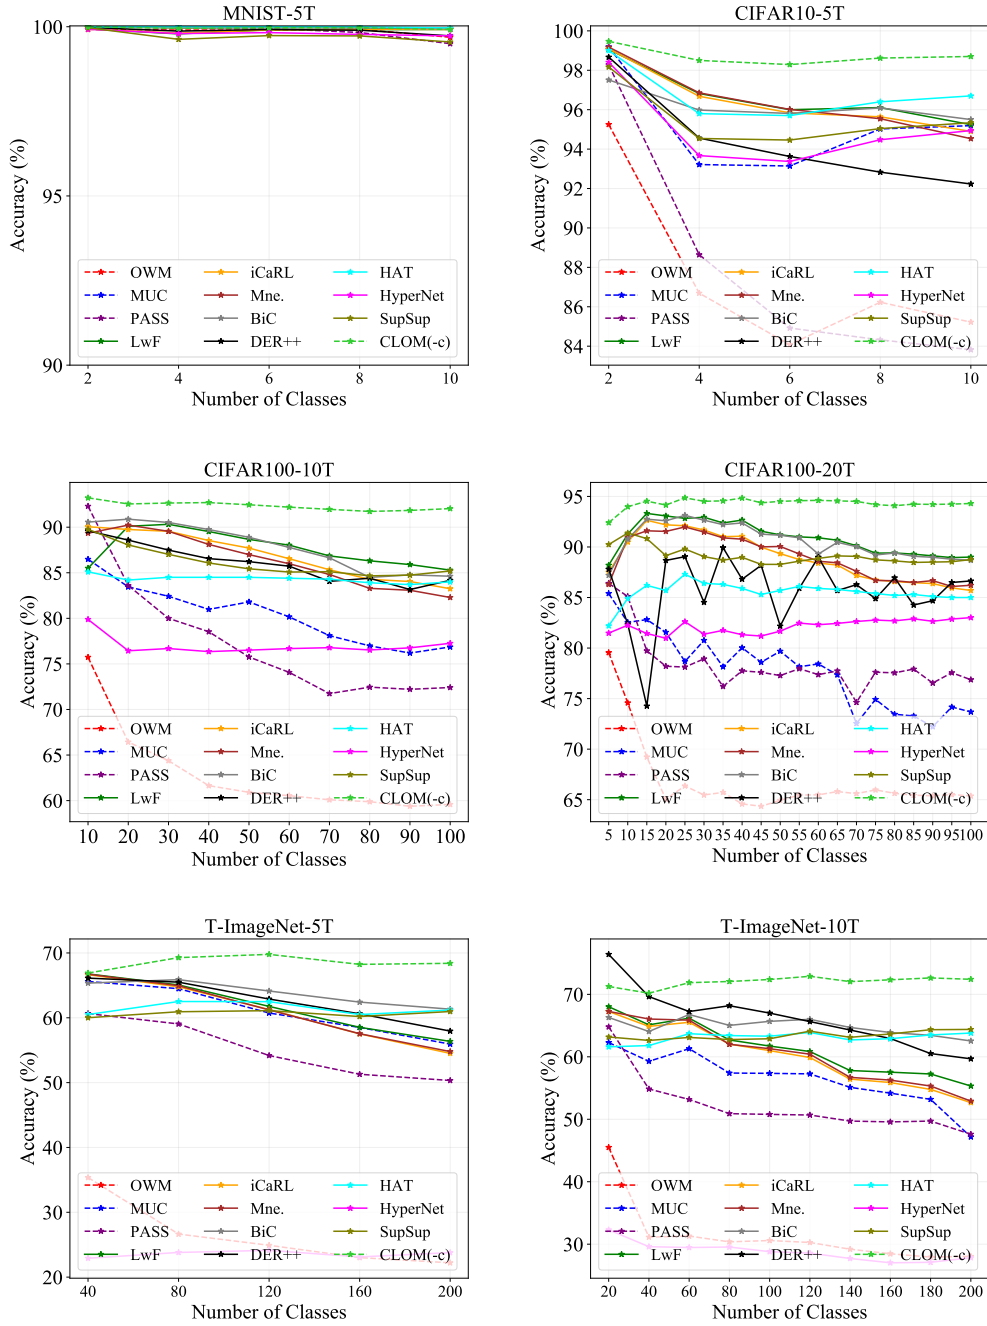 MNIST-5T
100
95
90
Accuracy (%)
2 4 6 8 10
Number of Classes
OWM iCaRL HAT
MUC Mne. HyperNet
PASS BiC SupSup
LwF DER++ CLOM(-c)
CIFAR10-5T
100
98
96
94
92
90
88
86
84
Accuracy (%)
2 4 6 8 10
Number of Classes
OWM iCaRL HAT
MUC Mne. HyperNet
PASS BiC SupSup
LwF DER++ CLOM(-c)
CIFAR100-10T
90
85
80
75
70
65
60
Accuracy (%)
10 20 30 40 50 60 70 80 90 100
Number of Classes
OWM iCaRL HAT
MUC Mne. HyperNet
PASS BiC SupSup
LwF DER++ CLOM(-c)
CIFAR100-20T
95
90
85
80
75
70
65
Accuracy (%)
5 10 15 20 25 30 35 40 45 50 55 60 65 70 75 80 85 90 95 100
Number of Classes
OWM iCaRL HAT
MUC Mne. HyperNet
PASS BiC SupSup
LwF DER++ CLOM(-c)
T-ImageNet-5T
70
60
50
40
30
20
Accuracy (%)
40 80 120 160 200
Number of Classes
OWM iCaRL HAT
MUC Mne. HyperNet
PASS BiC SupSup
LwF DER++ CLOM(-c)
T-ImageNet-10T
70
60
50
40
30
Accuracy (%)
20 40 60 80 100 120 140 160 180 200
Number of Classes
OWM iCaRL HAT
MUC Mne. HyperNet
PASS BiC SupSup
LwF DER++ CLOM(-c)